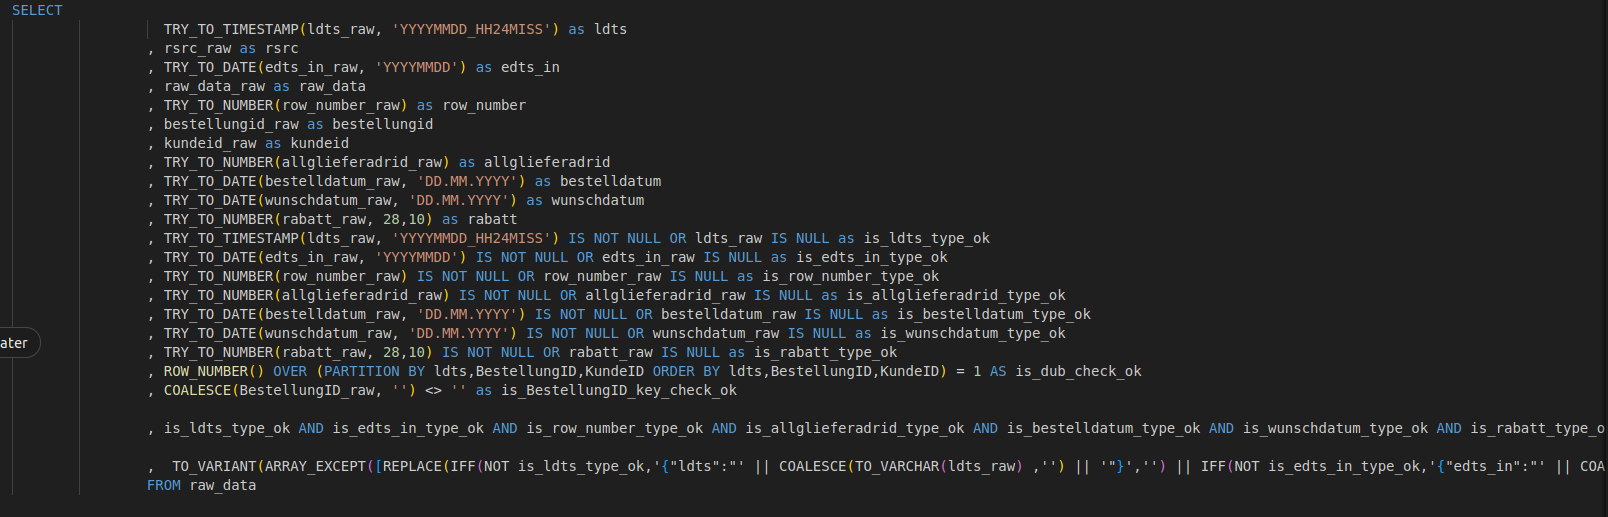 SELECT
TRY_TO_TIMESTAMP(ldts_raw, 'YYYYMMDD_HH24MISS') as ldts
, rsrc_raw as rsrc
, TRY_TO_DATE(edts_in_raw, 'YYYYMMDD') as edts_in
, raw_data_raw as raw_data
, TRY_TO_NUMBER(row_number_raw) as row_number
, bestellungid_raw as bestellungid
, kundeid_raw as kundeid
, TRY_TO_NUMBER(allglieferadrid_raw) as allglieferadrid
, TRY_TO_DATE(bestelldatum_raw, 'DD.MM.YYYY') as bestelldatum
, TRY_TO_DATE(wunschdatum_raw, 'DD.MM.YYYY') as wunschdatum
, TRY_TO_NUMBER(rabatt_raw, 28,10) as rabatt
, TRY_TO_TIMESTAMP(ldts_raw, 'YYYYMMDD_HH24MISS') IS NOT NULL OR ldts_raw IS NULL as is_ldts_type_ok
, TRY_TO_DATE(edts_in_raw, 'YYYYMMDD') IS NOT NULL OR edts_in_raw IS NULL as is_edts_in_type_ok
, TRY_TO_NUMBER(row_number_raw) IS NOT NULL OR row_number_raw IS NULL as is_row_number_type_ok
, TRY_TO_NUMBER(allglieferadrid_raw) IS NOT NULL OR allglieferadrid_raw IS NULL as is_allglieferadrid_type_ok
, TRY_TO_DATE(bestelldatum_raw, 'DD.MM.YYYY') IS NOT NULL OR bestelldatum_raw IS NULL as is_bestelldatum_type_ok
, TRY_TO_DATE(wunschdatum_raw, 'DD.MM.YYYY') IS NOT NULL OR wunschdatum_raw IS NULL as is_wunschdatum_type_ok
ater
, TRY_TO_NUMBER(rabatt_raw, 28,10) IS NOT NULL OR rabatt_raw IS NULL as is_rabatt_type_ok
, ROW_NUMBER() OVER (PARTITION BY ldts,BestellungID,KundeID ORDER BY ldts,BestellungID,KundeID) = 1 AS is_dub_check_ok
, COALESCE(BestellungID_raw, '') <> '' as is_BestellungID_key_check_ok
, is_ldts_type_ok AND is_edts_in_type_ok AND is_row_number_type_ok AND is_allglieferadrid_type_ok AND is_bestelldatum_type_ok AND is_wunschdatum_type_ok AND is_rabatt_type_o
, TO_VARIANT(ARRAY_EXCEPT([REPLACE(IFF(NOT is_ldts_type_ok,'{"ldts":"' || COALESCE(TO_VARCHAR(ldts_raw) ,'') || '"}','') || IFF(NOT is_edts_in_type_ok,'{"edts_in":"' || COA
FROM raw_data